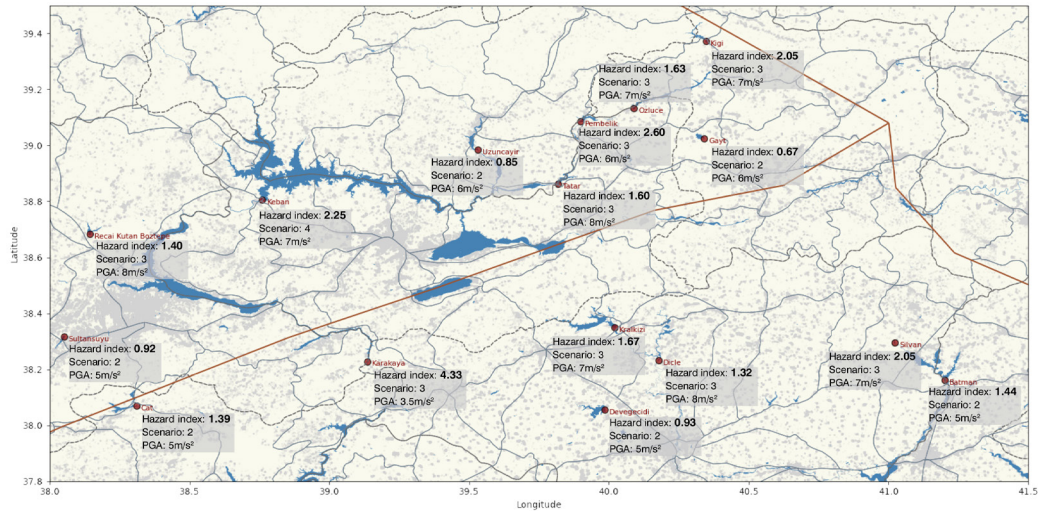 39.4
39.2
39.0
38.8
38.6
38.4
38.2
38.0
37.8
Latitude
38.0
38.5
39.0
39.5
40.0
40.5
41.0
41.5
Longitude
Kigi
Hazard index: 2.05
Scenario: 3
PGA: 7m/s²
Hazard index: 1.63
Scenario: 3
PGA: 7m/s²
Ozluce
Pembelik
Hazard index: 2.60
Scenario: 3
PGA: 6m/s²
Gayt
Hazard index: 0.67
Scenario: 2
PGA: 6m/s²
Uzuncayir
Hazard index: 0.85
Scenario: 2
PGA: 6m/s²
Tatar
Hazard index: 1.60
Scenario: 3
PGA: 8m/s²
Keban
Hazard index: 2.25
Scenario: 4
PGA: 7m/s²
Recai Kutan Boztepe
Hazard index: 1.40
Scenario: 3
PGA: 8m/s²
Sultansuyu
Hazard index: 0.92
Scenario: 2
PGA: 5m/s²
Cat
Hazard index: 1.39
Scenario: 2
PGA: 5m/s²
Karakaya
Hazard index: 4.33
Scenario: 3
PGA: 3.5m/s²
Kralkizi
Hazard index: 1.67
Scenario: 3
PGA: 7m/s²
Dicle
Hazard index: 1.32
Scenario: 3
PGA: 8m/s²
Devegecidi
Hazard index: 0.93
Scenario: 2
PGA: 5m/s²
Silvan
Hazard index: 2.05
Scenario: 3
PGA: 7m/s²
Batman
Hazard index: 1.44
Scenario: 2
PGA: 5m/s²